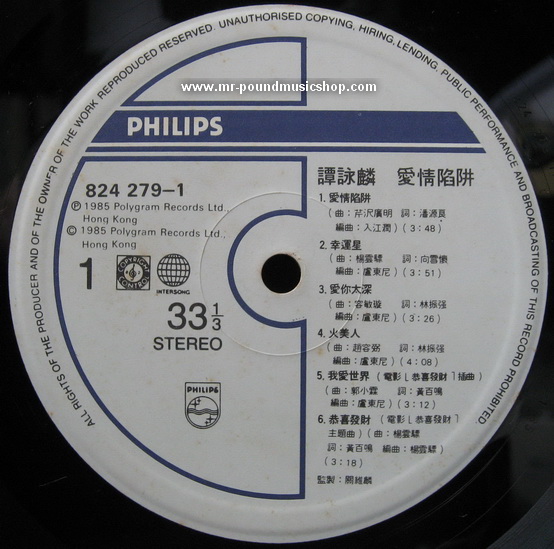 ALL RIGHTS OF THE PRODUCER AND OF THE OWNER OF THE WORK REPRODUCED RESERVED. UNAUTHORISED COPYING, HIRING, LENDING, PUBLIC PERFORMANCE AND BROADCASTING OF THIS RECORD PROHIBITED
www.mr-poundmusicshop.com
PHILIPS
824 279-1
Ⓟ 1985 Polygram Records Ltd.,
Hong Kong
© 1985 Polygram Records Ltd.,
Hong Kong
1
INTERSONG
33 1/3
STEREO
PHILIPS
譚詠麟 愛情陷阱
1. 愛情陷阱
(曲：芹沢廣明 詞：潘源良
編曲：入江潤)(3:48)
2. 幸運星
(曲：楊雲驃 詞：向雪懷
編曲：盧東尼)(3:51)
3. 愛你太深
(曲：容敏璇 詞：林振强
編曲：盧東尼)(3:26)
4. 火美人
(曲：趙容弼 詞：林振强
編曲：盧東尼)(4:08)
5. 我愛世界 (電影「恭喜發財」插曲)
(曲：郭小霖 詞：黃百鳴
編曲：盧東尼)(3:12)
6. 恭喜發財 (電影「恭喜發財」
主題曲)(曲：楊雲驃
詞：黃百鳴 編曲：楊雲驃)
(3:18)
監製：關維麟